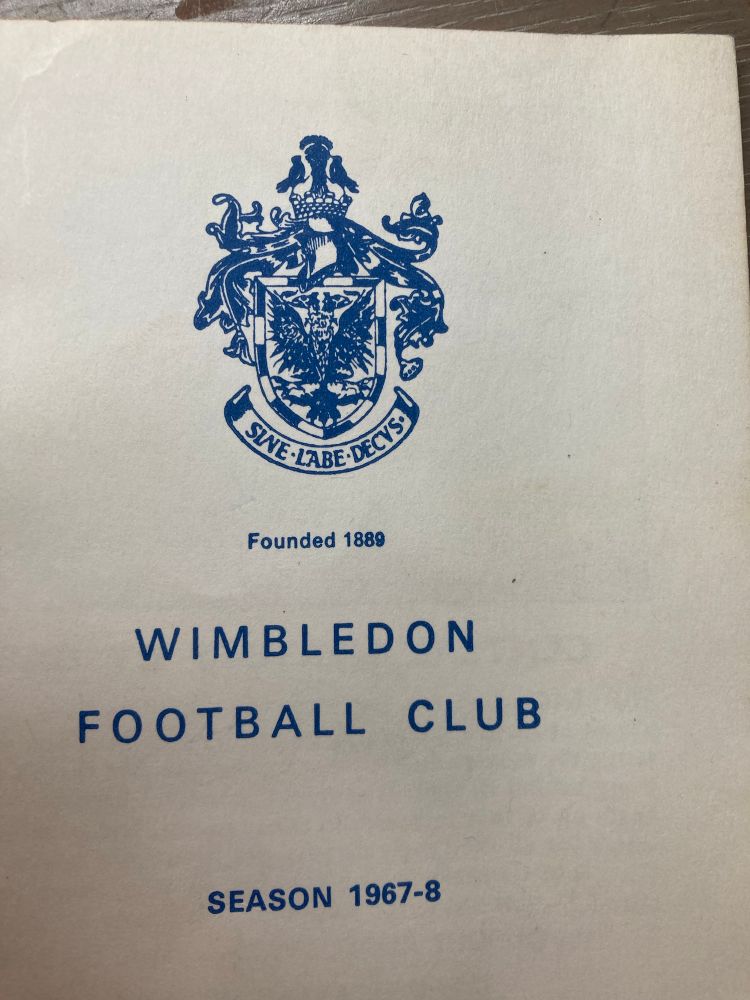 SINE·LABE·DECVS·
Founded 1889
WIMBLEDON
FOOTBALL CLUB
SEASON 1967-8